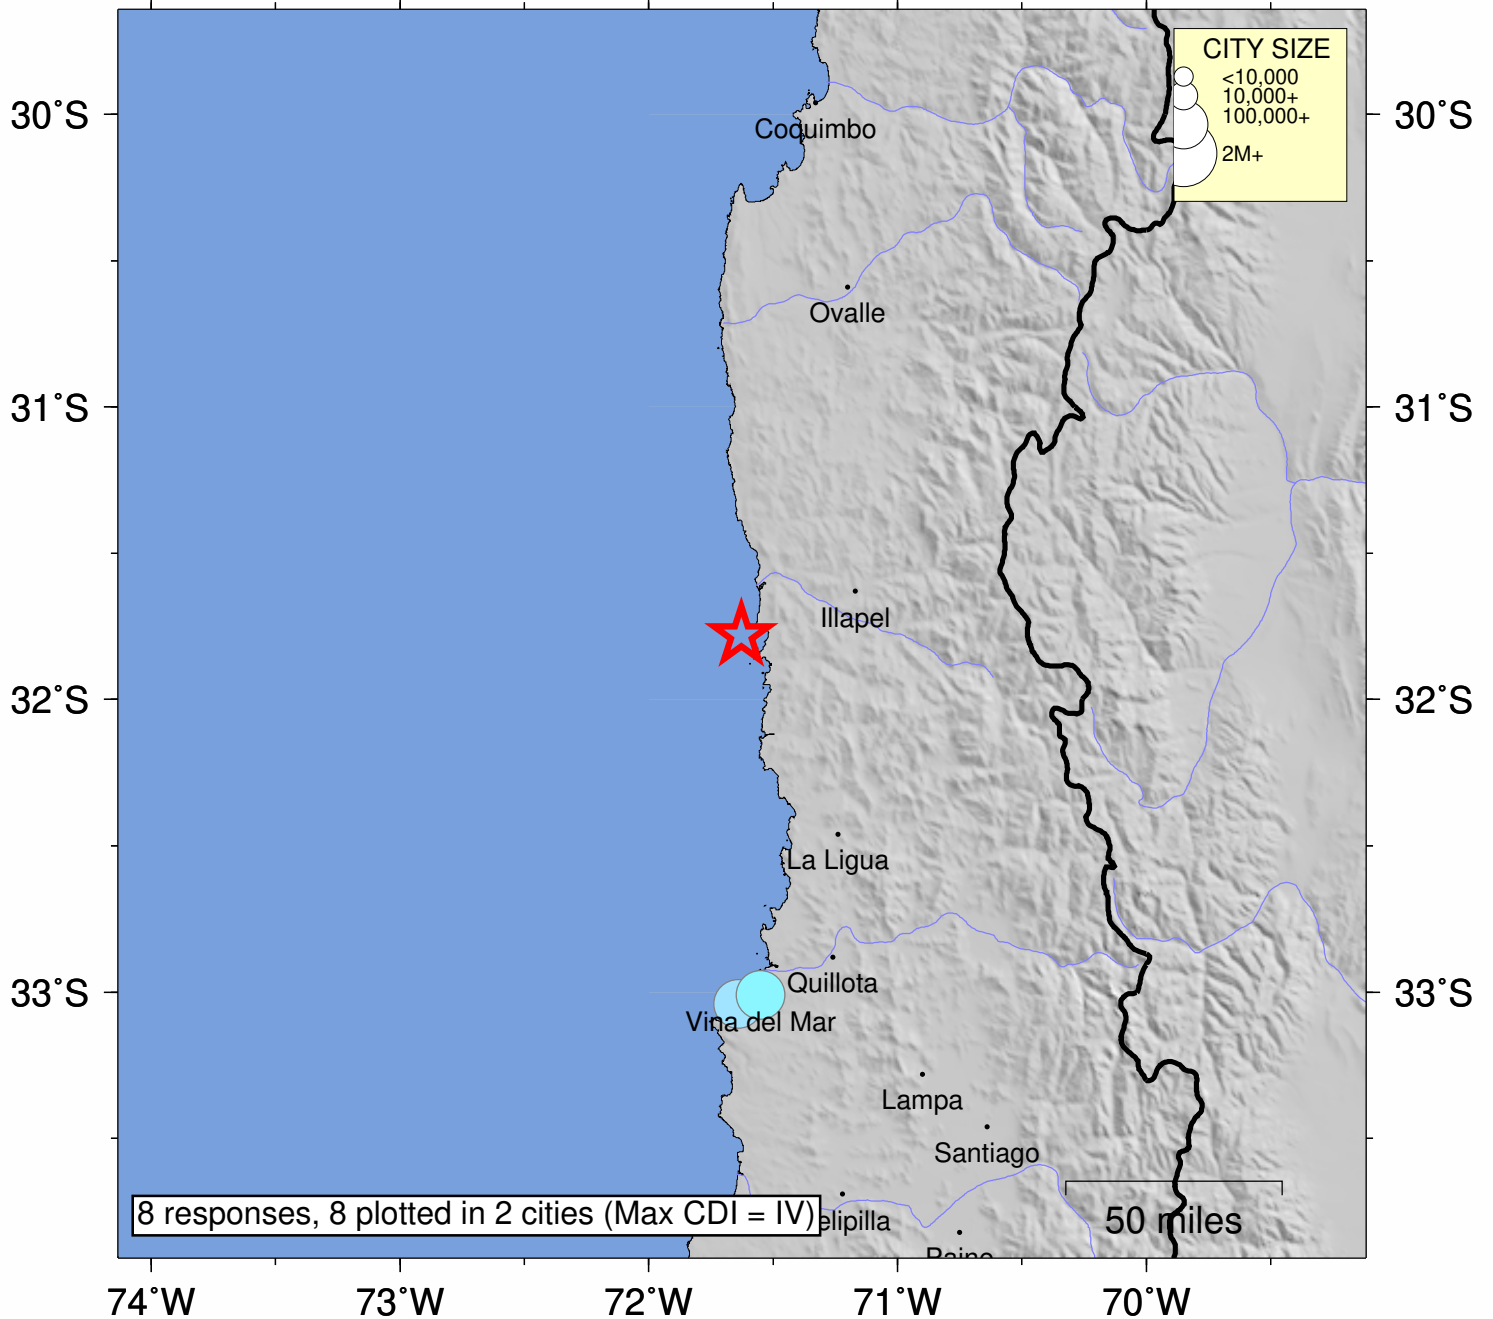 CITY SIZE
<10,000
10,000+
100,000+
2M+
30˚S
30˚S
Coquimbo
Ovalle
31˚S
31˚S
Illapel
32˚S
32˚S
La Ligua
Quillota
33˚S
33˚S
Vina del Mar
Lampa
Santiago
8 responses, 8 plotted in 2 cities (Max CDI = IV)
elipilla
50 miles
Paine
74˚W
73˚W
72˚W
71˚W
70˚W